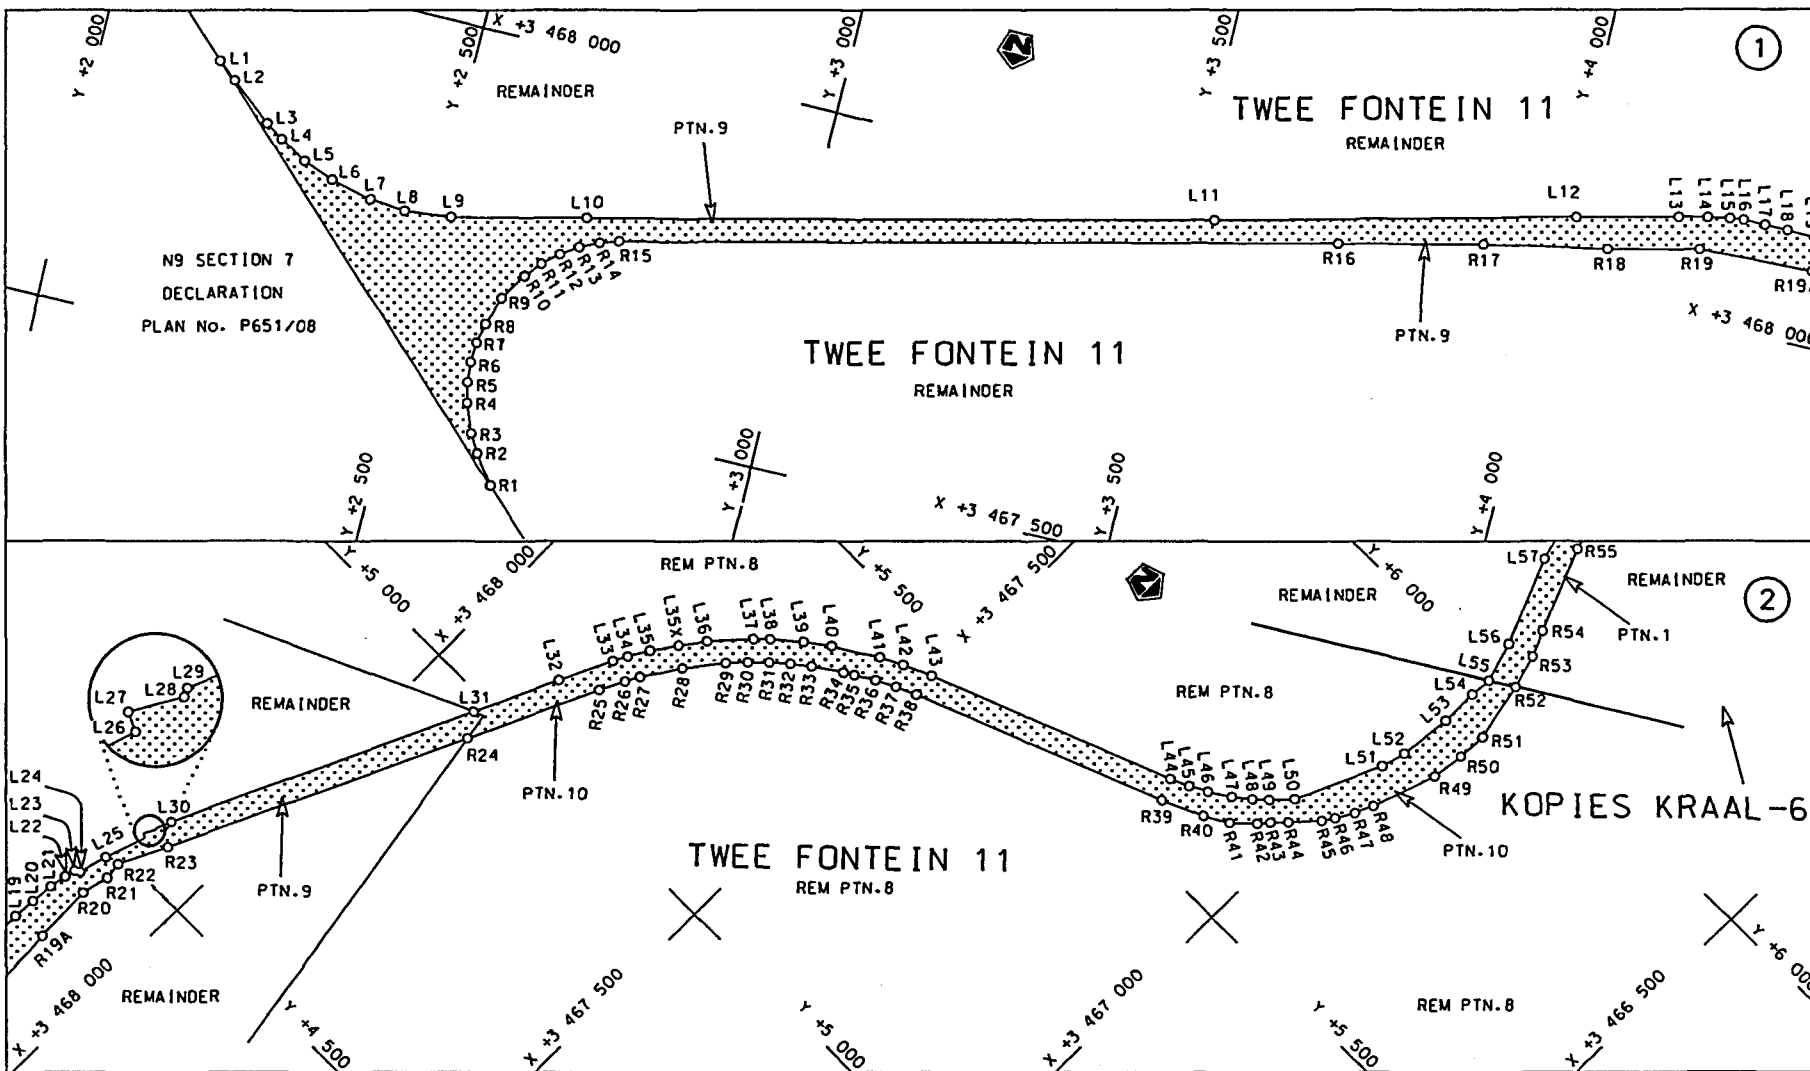 Y +2 000
X +3 468 000
Y +2 500
Y +3 000
Y +3 500
Y +4 000
1
L1
L2
L3
L4
L5
L6
L7
L8
L9
L10
L11
L12
L13
L14
L15
L16
L17
L18
REMAINDER
PTN.9
N
TWEE FONTEIN 11
REMAINDER
N9 SECTION 7
DECLARATION
PLAN No. P651/08
R15
R14
R13
R12
R11
R10
R9
R8
R7
R6
R5
R4
R3
R2
R1
R16
R17
R18
R19
R19A
PTN.9
X +3 468 000
TWEE FONTEIN 11
REMAINDER
Y +2 500
Y +3 000
X +3 467 500
Y +3 500
Y +4 000
Y +5 000
X +3 468 000
REM PTN.8
Y +5 500
X +3 467 500
N
Y +6 000
REMAINDER
L57
R55
REMAINDER
2
PTN.1
L29
L28
L27
L26
REMAINDER
L31
L32
L33
L34
L35
L35X
L36
L37
L38
L39
L40
L41
L42
L43
L44
L45
L46
L47
L48
L49
L50
L51
L52
L53
L54
L55
L56
REM PTN.8
R54
R53
R52
R51
R50
R49
R48
R47
R46
R45
R44
R43
R42
R41
R40
R39
R38
R37
R36
R35
R34
R33
R32
R31
R30
R29
R28
R27
R26
R25
R24
PTN.10
L24
L23
L22
L21
L20
L19
L25
L30
R23
R22
R21
R20
R19A
PTN.9
KOPIES KRAAL-6
PTN.10
TWEE FONTEIN 11
REM PTN.8
REMAINDER
REM PTN.8
X +3 468 000
Y +4 500
X +3 467 500
Y +5 000
X +3 467 000
Y +5 500
X +3 466 500
Y +6 000